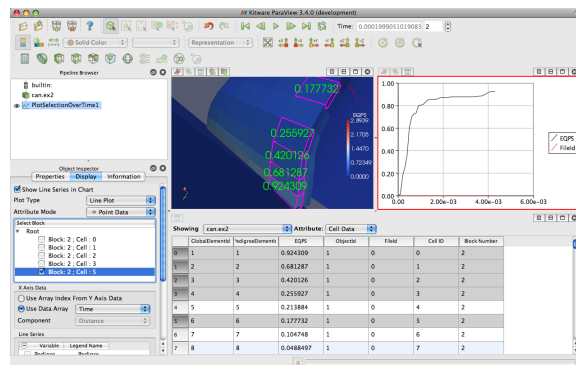 Kitware ParaView 3.4.0 (development)
Time: 0.0001999051019083 2
Solid Color
Representation
Pipeline Browser
builtin:
can.ex2
PlotSelectionOverTime1
Object Inspector
Properties Display Information
Show Line Series in Chart
Plot Type Line Plot
Attribute Mode Point Data
Select Block
Root
Block: 2 ; Cell : 0
Block: 2 ; Cell : 1
Block: 2 ; Cell : 2
Block: 2 ; Cell : 3
Block: 2 ; Cell : 5
X Axis Data
Use Array Index From Y Axis Data
Use Data Array Time
Component Distance
Line Series
Variable Legend Name
Pedigre Pedigre
0.177732
0.255927
0.420126
0.681287
0.924309
EQPS
2.8939
2.1705
1.4470
0.72349
0.0000
1.00
0.80
0.60
0.40
0.20
0.00
0.00 2.00e-03 4.00e-03 6.00e-03
EQPS
FileId
Showing can.ex2 Attribute: Cell Data
GlobalElementId PedigreeElementId EQPS ObjectId FileId Cell ID Block Number
0 1 1 0.924309 1 0 0 2
1 2 2 0.681287 1 0 1 2
2 3 3 0.420126 1 0 2 2
3 4 4 0.255927 1 0 3 2
4 5 5 0.213884 1 0 4 2
5 6 6 0.177732 1 0 5 2
6 7 7 0.104748 1 0 6 2
7 8 8 0.0488497 1 0 7 2